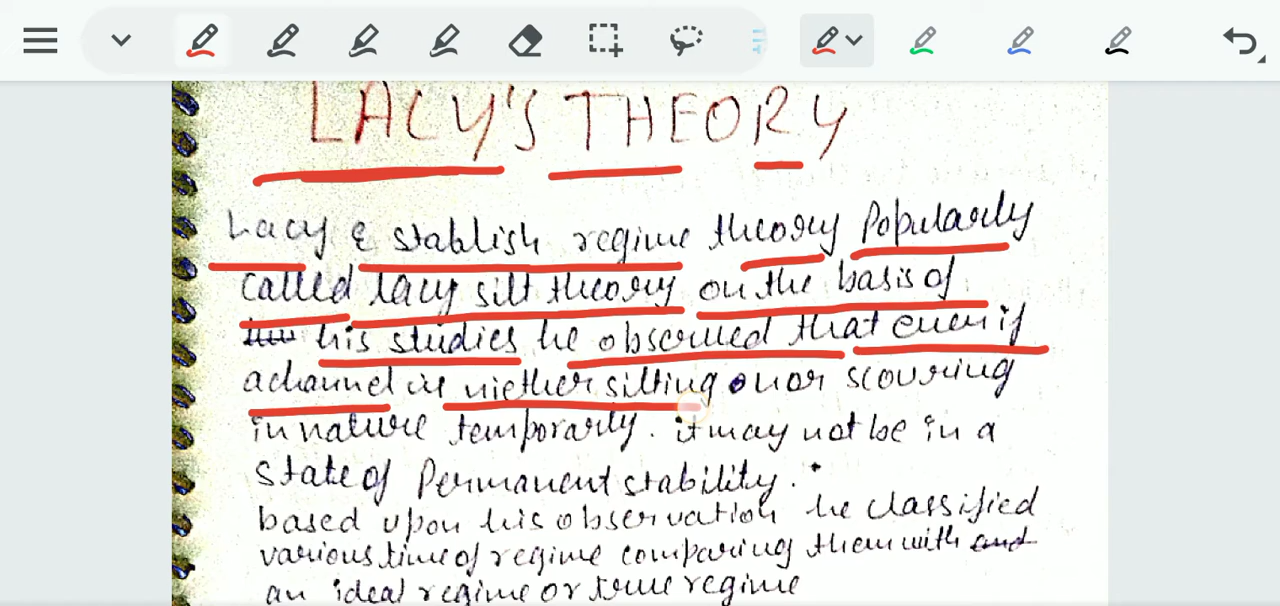 LACY'S THEORY
Lacy Establish regime theory Popularly
called lacy silt theory on the basis of
his studies he observed that even if
a channel is niether silting nor scouring
in nature temporarly. it may not be in a
state of Permanent stability.
based upon his observation he classified
various time of regime comparing them with and
an ideal regime or true regime